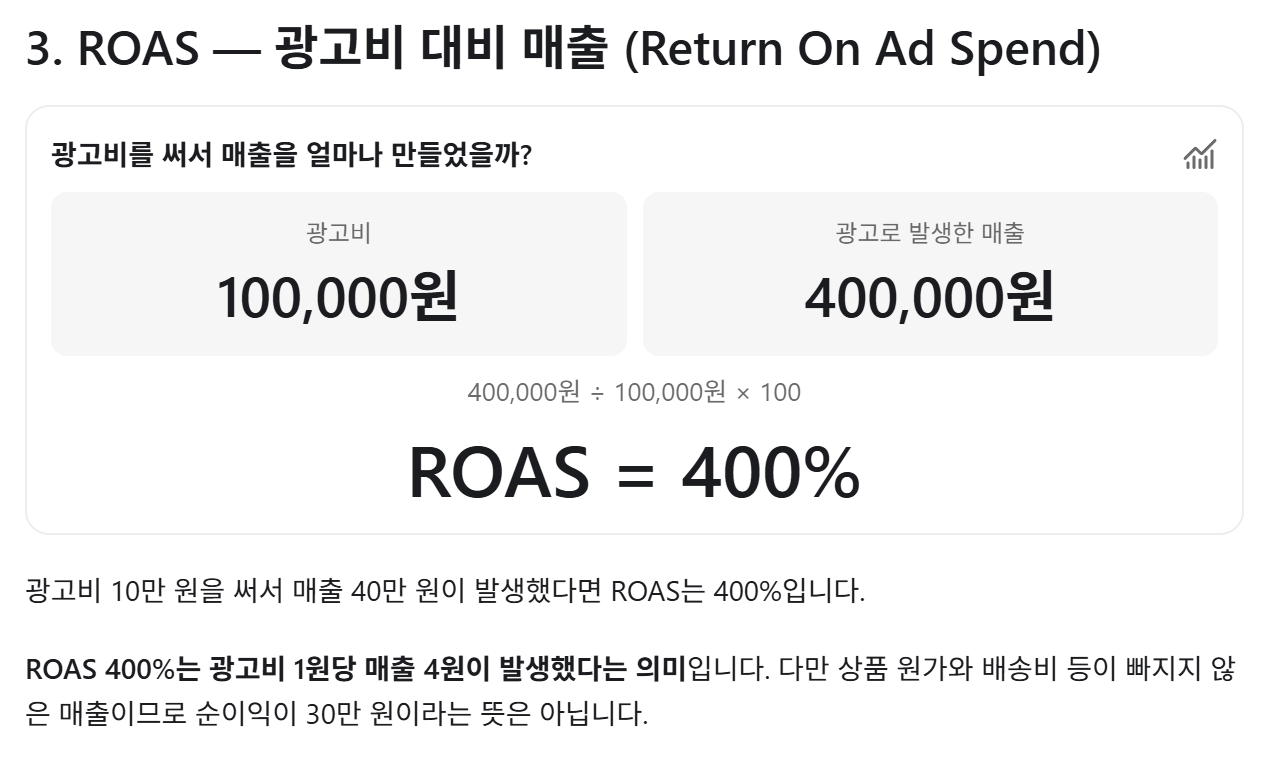 3. ROAS — 광고비 대비 매출 (Return On Ad Spend)
광고비를 써서 매출을 얼마나 만들었을까?
광고비
100,000원
광고로 발생한 매출
400,000원
400,000원 ÷ 100,000원 × 100
ROAS = 400%
광고비 10만 원을 써서 매출 40만 원이 발생했다면 ROAS는 400%입니다.
ROAS 400%는 광고비 1원당 매출 4원이 발생했다는 의미입니다. 다만 상품 원가와 배송비 등이 빠지지 않
은 매출이므로 순이익이 30만 원이라는 뜻은 아닙니다.